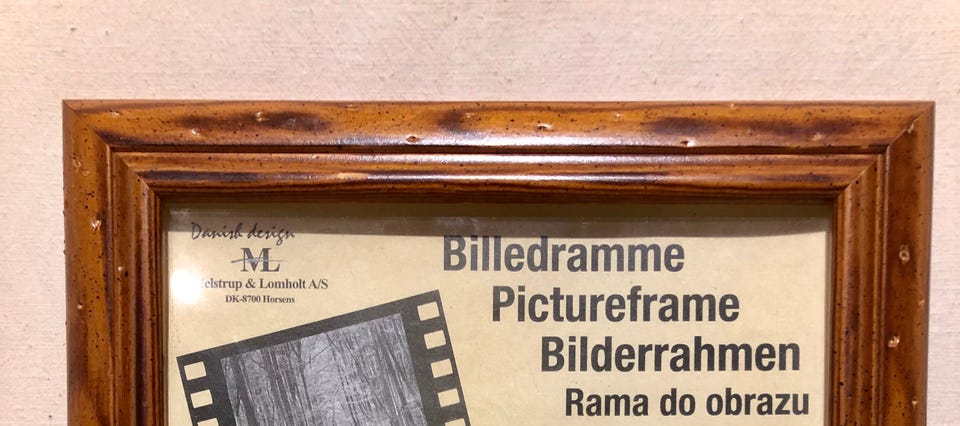 Danish design
ML
& Lomholt A/S
DK-8700 Horsens
Billedramme
Pictureframe
Bilderrahmen
Rama do obrazu